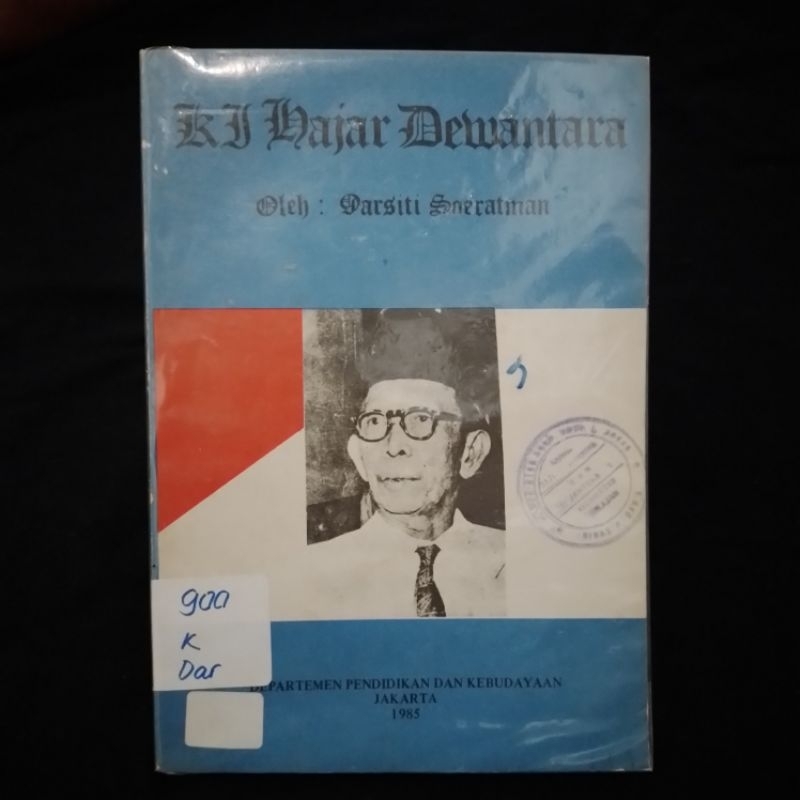 KI Hajar Dewantara
Oleh : Darsiti Soeratman
900
K
Dar
DEPARTEMEN PENDIDIKAN DAN KEBUDAYAAN
JAKARTA
1985